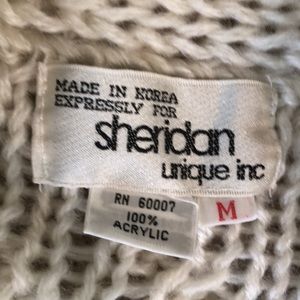 MADE IN KOREA
EXPRESSLY FOR
sheridan
unique inc
RN 60007
100%
ACRYLIC
M